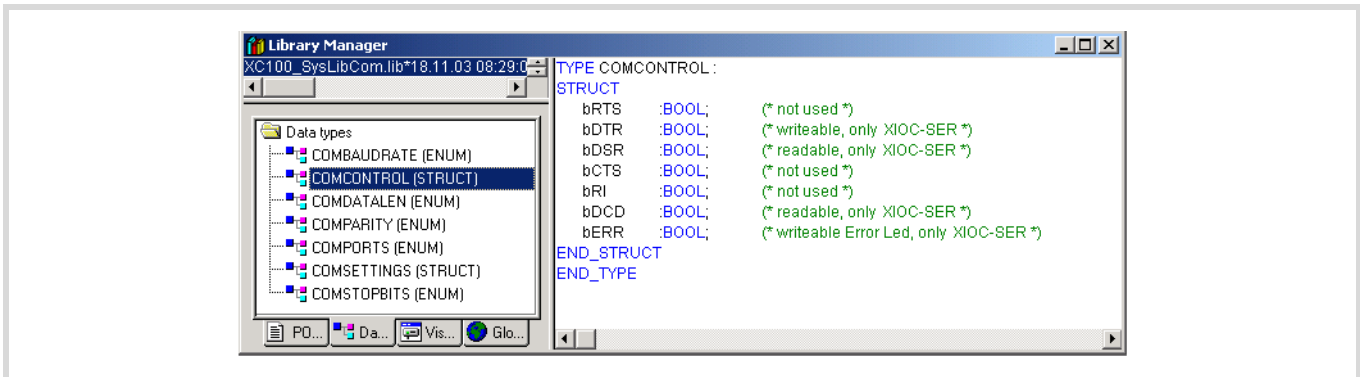 Library Manager
XC100_SysLibCom.lib*18.11.03 08:29:0
Data types
COMBAUDRATE (ENUM)
COMCONTROL (STRUCT)
COMDATALEN (ENUM)
COMPARITY (ENUM)
COMPORTS (ENUM)
COMSETTINGS (STRUCT)
COMSTOPBITS (ENUM)
PO... Da... Vis... Glo...
TYPE COMCONTROL :
STRUCT
bRTS :BOOL; (* not used *)
bDTR :BOOL; (* writeable, only XIOC-SER *)
bDSR :BOOL; (* readable, only XIOC-SER *)
bCTS :BOOL; (* not used *)
bRI :BOOL; (* not used *)
bDCD :BOOL; (* readable, only XIOC-SER *)
bERR :BOOL; (* writeable Error Led, only XIOC-SER *)
END_STRUCT
END_TYPE